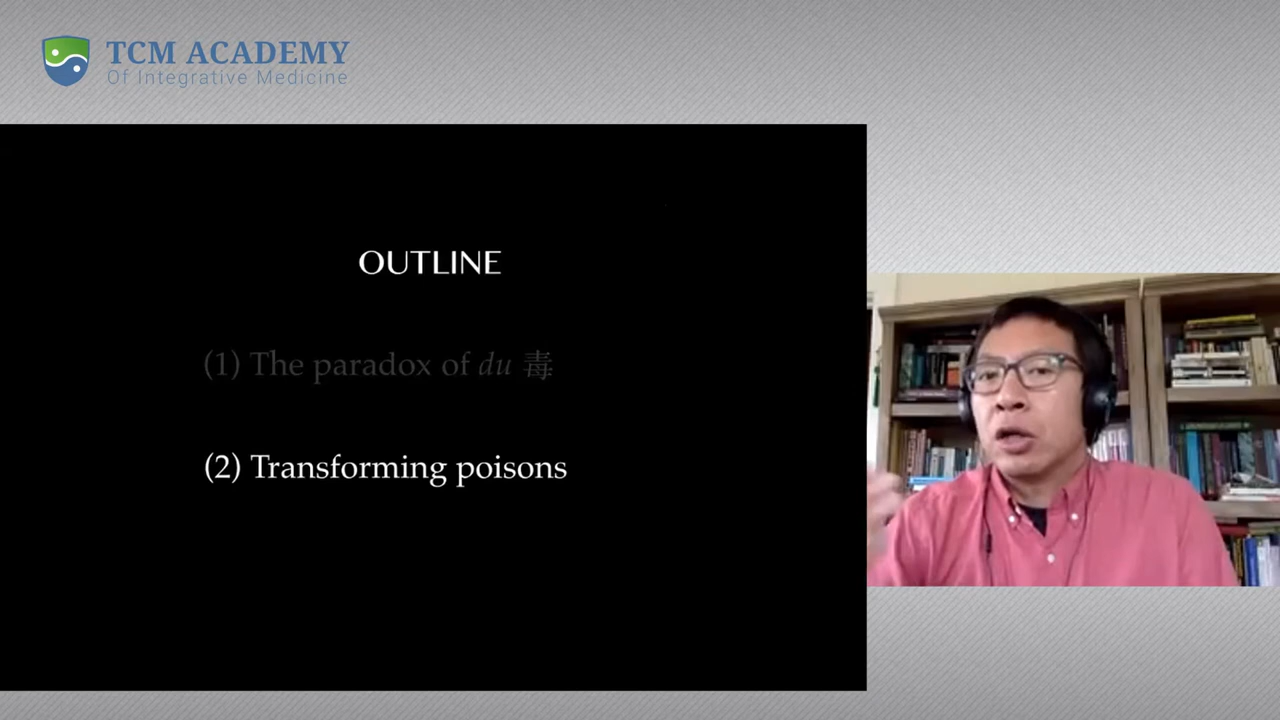 TCM ACADEMY
Of Integrative Medicine
OUTLINE
(1) The paradox of du 毒
(2) Transforming poisons